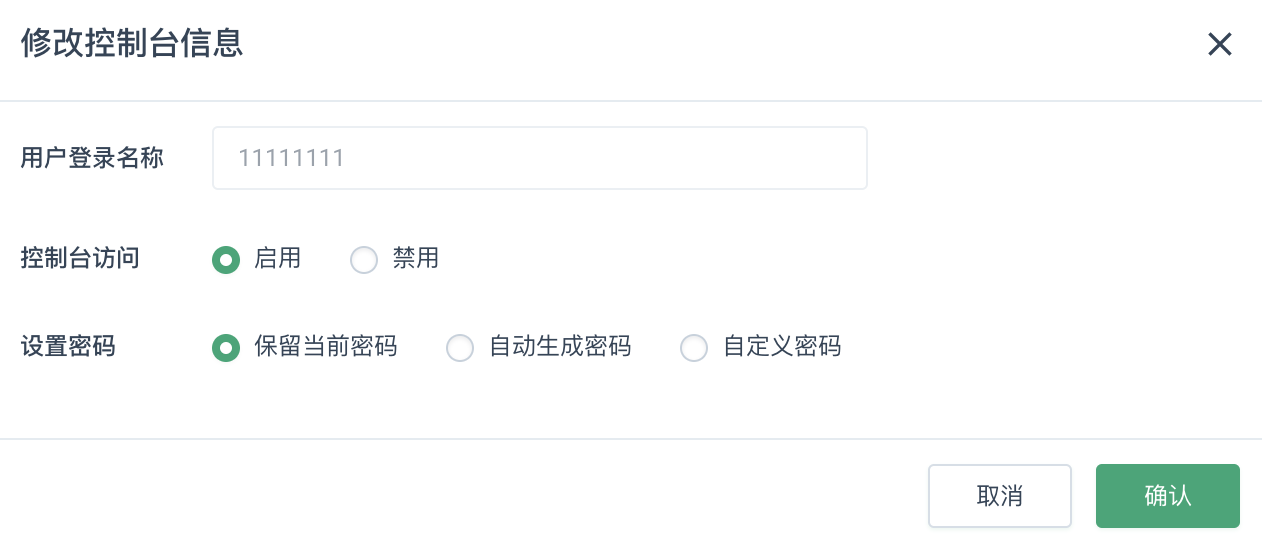 修改控制台信息
用户登录名称 11111111
控制台访问 启用 禁用
设置密码 保留当前密码 自动生成密码 自定义密码
取消 确认